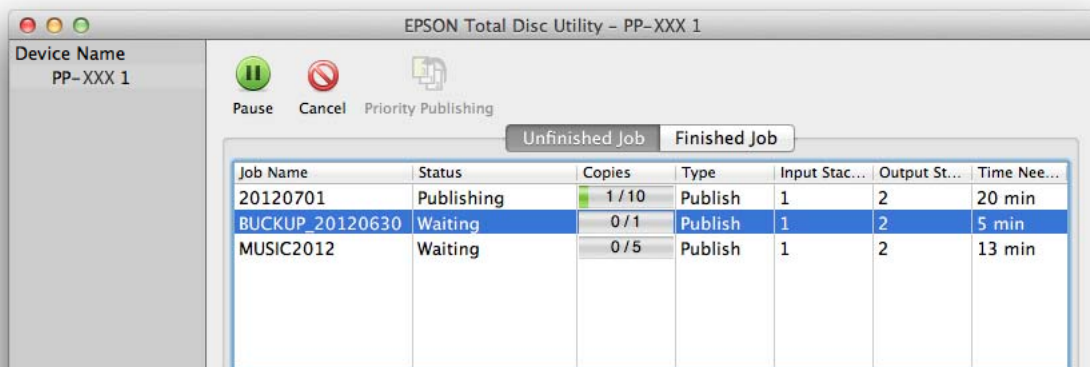 EPSON Total Disc Utility – PP-XXX 1
Device Name
PP-XXX 1
Pause Cancel Priority Publishing
Unfinished Job Finished Job
Job Name Status Copies Type Input Stac... Output St... Time Nee...
20120701 Publishing 1 / 10 Publish 1 2 20 min
BUCKUP_20120630 Waiting 0 / 1 Publish 1 2 5 min
MUSIC2012 Waiting 0 / 5 Publish 1 2 13 min